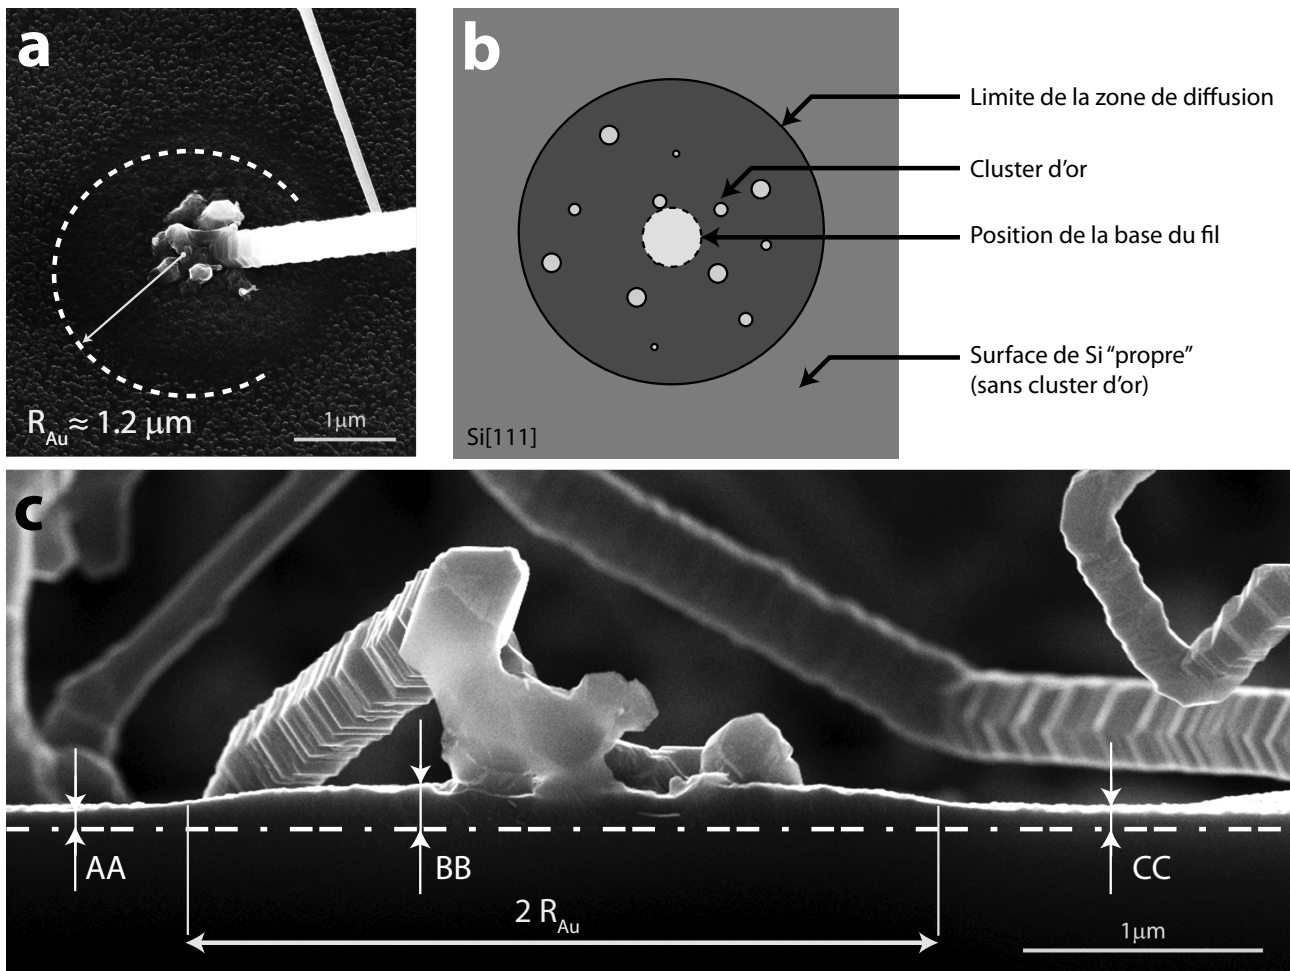 a
R_Au ≈ 1.2 µm
1µm
b
Limite de la zone de diffusion
Cluster d'or
Position de la base du fil
Surface de Si “propre”
(sans cluster d'or)
Si[111]
c
AA
BB
CC
2 R_Au
1µm